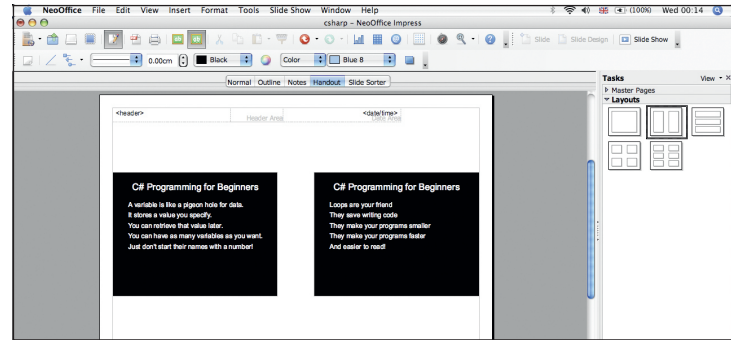 NeoOffice File Edit View Insert Format Tools Slide Show Window Help (100%) Wed 00:14
csharp – NeoOffice Impress
Slide Slide Design Slide Show
0.00cm Black Color Blue 8
Normal Outline Notes Handout Slide Sorter
Tasks View
Master Pages
Layouts
<header> <date/time>
Header Area Date Area
C# Programming for Beginners
A variable is like a pigeon hole for data.
It stores a value you specify.
You can retrieve that value later.
You can have as many variables as you want.
Just don't start their names with a number!
C# Programming for Beginners
Loops are your friend
They save writing code
They make your programs smaller
They make your programs faster
And easier to read!